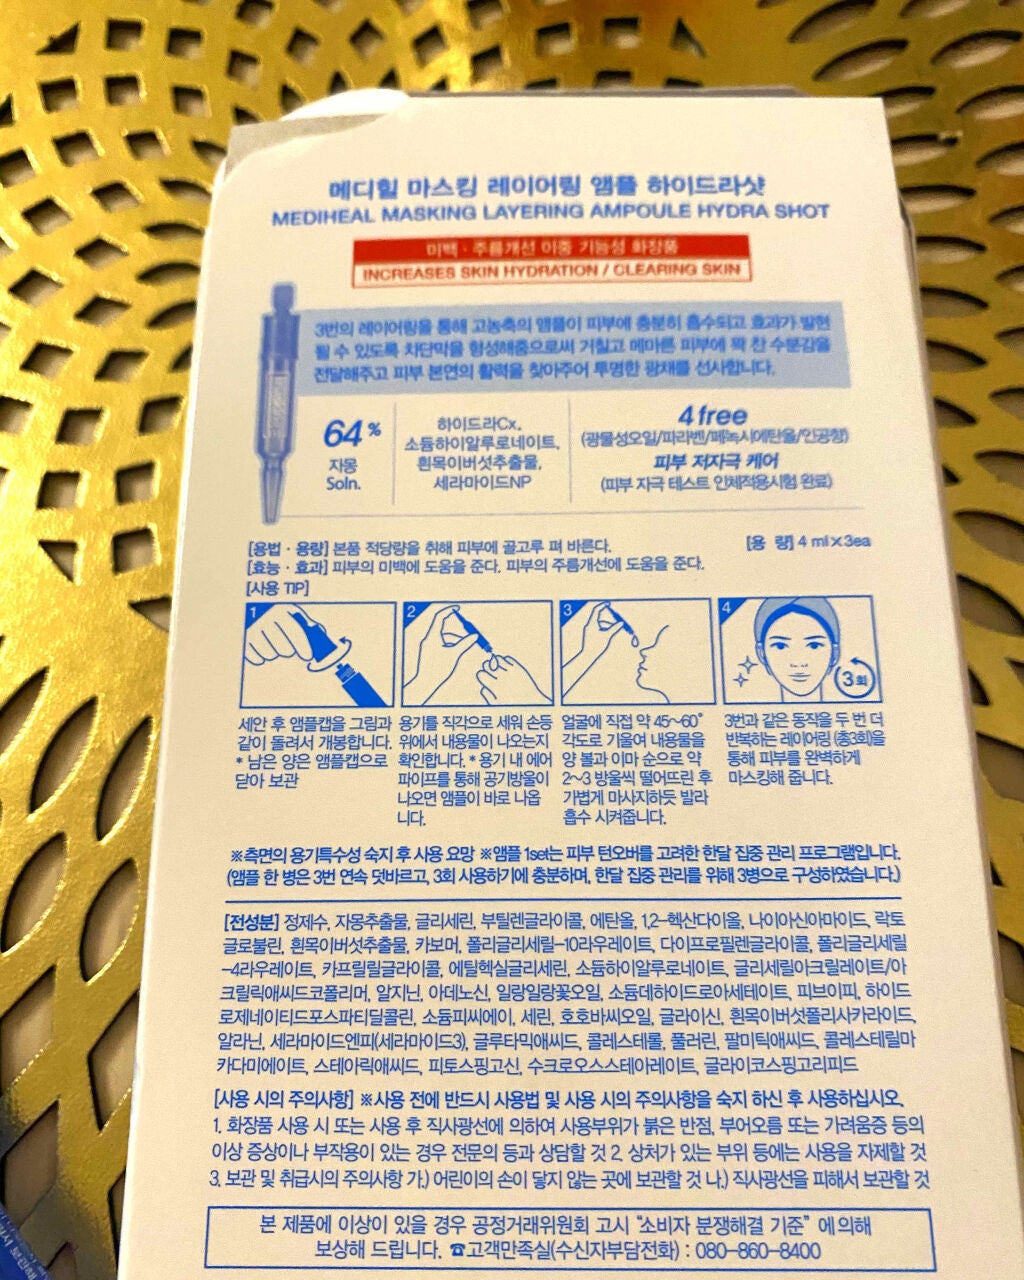 메디힐 마스킹 레이어링 앰플 하이드라샷
MEDIHEAL MASKING LAYERING AMPOULE HYDRA SHOT
미백 · 주름개선 이중 기능성 화장품
INCREASES SKIN HYDRATION / CLEARING SKIN
3번의 레이어링을 통해 고농축의 앰플이 피부에 충분히 흡수되고 효과가 발현
될 수 있도록 차단막을 형성해줌으로써 거칠고 메마른 피부에 꽉 찬 수분감을
전달해주고 피부 본연의 활력을 찾아주어 투명한 광채를 선사합니다.
64%
자몽
Soln.
하이드라Cx,
소듐하이알루로네이트,
흰목이버섯추출물,
세라마이드NP
4free
(광물성오일/파라벤/페녹시에탄올/인공향)
피부 저자극 케어
(피부 자극 테스트 인체적용시험 완료)
[용법 · 용량] 본품 적당량을 취해 피부에 골고루 펴 바른다.
[용 량] 4 ml×3ea
[효능 · 효과] 피부의 미백에 도움을 준다. 피부의 주름개선에 도움을 준다.
[사용 TIP]
1
2
3
4
3회
세안 후 앰플캡을 그림과
같이 돌려서 개봉합니다.
* 남은 양은 앰플캡으로
닫아 보관
용기를 직각으로 세워 손등
위에서 내용물이 나오는지
확인합니다. * 용기 내 에어
파이프를 통해 공기방울이
나오면 앰플이 바로 나옵
니다.
얼굴에 직접 약 45~60°
각도로 기울여 내용물을
양 볼과 이마 순으로 약
2~3 방울씩 떨어뜨린 후
가볍게 마사지하듯 발라
흡수 시켜줍니다.
3번과 같은 동작을 두 번 더
반복하는 레이어링 (총3회)을
통해 피부를 완벽하게
마스킹해 줍니다.
※측면의 용기특수성 숙지 후 사용 요망 ※앰플 1set는 피부 턴오버를 고려한 한달 집중 관리 프로그램입니다.
(앰플 한 병은 3번 연속 덧바르고, 3회 사용하기에 충분하며, 한달 집중 관리를 위해 3병으로 구성하였습니다.)
[전성분] 정제수, 자몽추출물, 글리세린, 부틸렌글라이콜, 에탄올, 1,2-헥산다이올, 나이아신아마이드, 락토
글로불린, 흰목이버섯추출물, 카보머, 폴리글리세릴-10라우레이트, 다이프로필렌글라이콜, 폴리글리세릴
-4라우레이트, 카프릴릴글라이콜, 에틸헥실글리세린, 소듐하이알루로네이트, 글리세릴아크릴레이트/아
크릴릭애씨드코폴리머, 알지닌, 아데노신, 일랑일랑꽃오일, 소듐데하이드로아세테이트, 피브이피, 하이드
로제네이티드포스파티딜콜린, 소듐피씨에이, 세린, 호호바씨오일, 글라이신, 흰목이버섯폴리사카라이드,
알라닌, 세라마이드엔피(세라마이드3), 글루타믹애씨드, 콜레스테롤, 풀러린, 팔미틱애씨드, 콜레스테릴마
카다미에이트, 스테아릭애씨드, 피토스핑고신, 수크로오스스테아레이트, 글라이코스핑고리피드
[사용 시의 주의사항] ※사용 전에 반드시 사용법 및 사용 시의 주의사항을 숙지 하신 후 사용하십시오.
1. 화장품 사용 시 또는 사용 후 직사광선에 의하여 사용부위가 붉은 반점, 부어오름 또는 가려움증 등의
이상 증상이나 부작용이 있는 경우 전문의 등과 상담할 것 2. 상처가 있는 부위 등에는 사용을 자제할 것
3. 보관 및 취급시의 주의사항 가.) 어린이의 손이 닿지 않는 곳에 보관할 것 나.) 직사광선을 피해서 보관할 것
본 제품에 이상이 있을 경우 공정거래위원회 고시 “소비자 분쟁해결 기준” 에 의해
보상해 드립니다. ☎고객만족실(수신자부담전화) : 080-860-8400